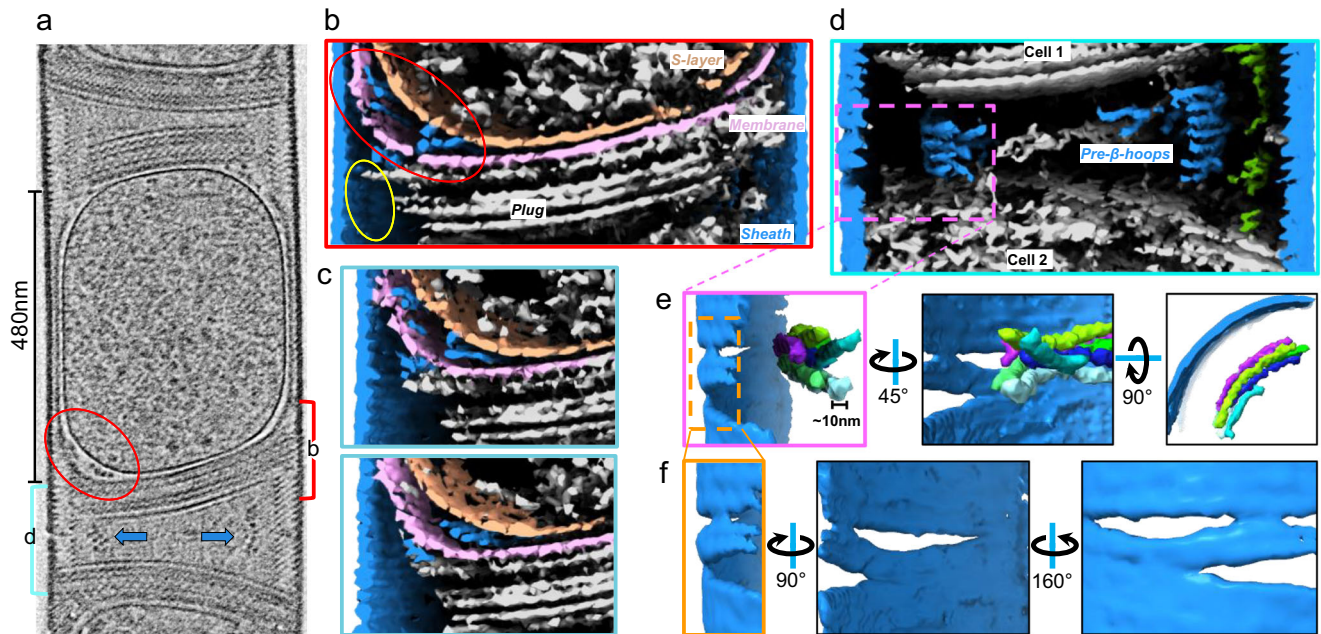 a
480nm
b
d
b
S-layer
Membrane
Plug
Sheath
c
d
Cell 1
Pre-β-hoops
Cell 2
e
~10nm
45°
90°
f
90°
160°